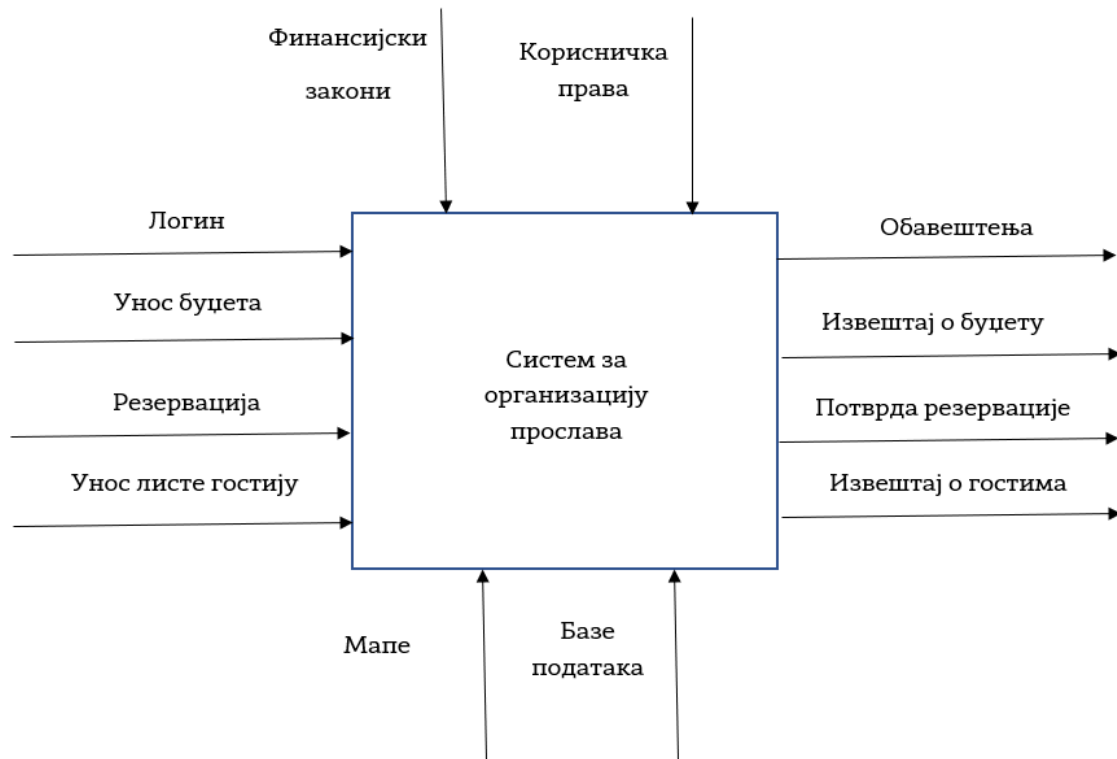 Финансијски
закони
Корисничка
права
Логин
Унос буџета
Резервација
Унос листе гостију
Систем за
организацију
прослава
Обавештења
Извештај о буџету
Потврда резервације
Извештај о гостима
Мапе
Базе
података